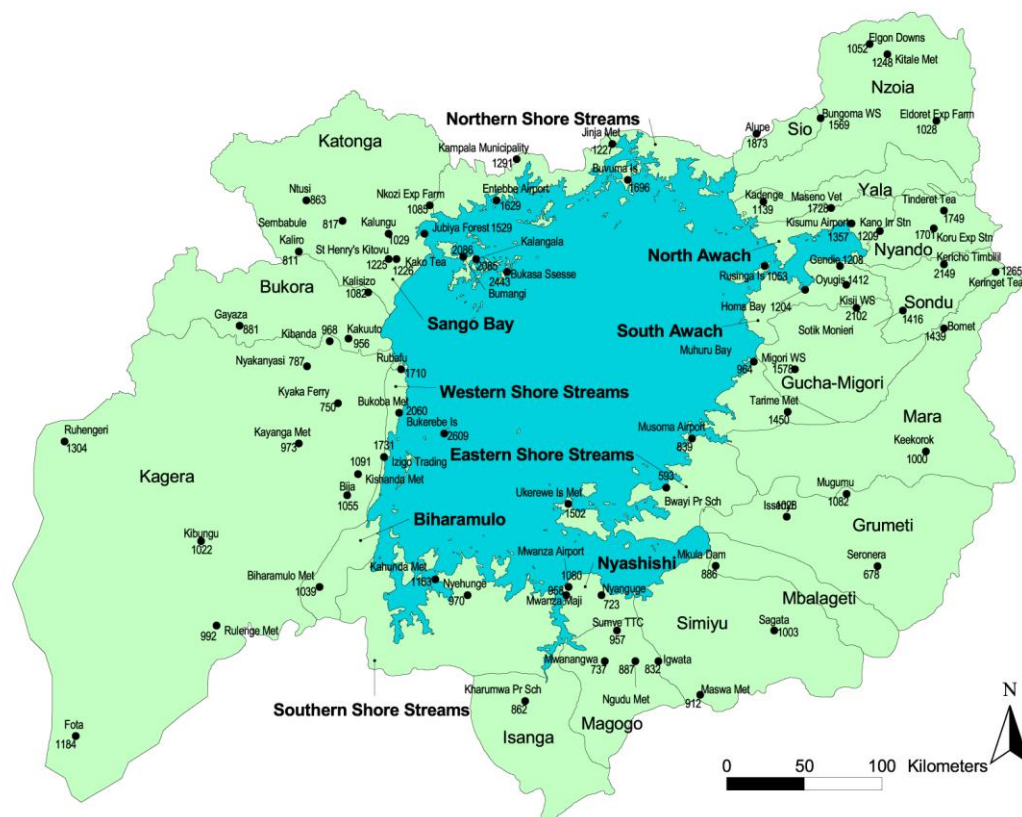 Elgon Downs
1052
1248 Kitale Met
Nzoia
Northern Shore Streams
Bungoma WS
1569
Eldoret Exp Farm
1028
Alupe
1873
Sio
Katonga
Jinja Met
1227
Kampala Municipality
1291
Buvuma Is
1696
Yala
Ntusi
863
Nkozi Exp Farm
1085
Entebbe Airport
1629
Kadenge
1139
Maseno Vet
1728
Tinderet Tea
1749
Sembabule
817
Kalungu
1029
Jubiya Forest 1529
Kisumu Airport
1357
Kano Irr Stn
1209
1701
Koru Exp Stn
Nyando
Kaliro
811
St Henry's Kitovu
1225
1226
Kako Tea
2086
Kalangala
2085
2443
Bukasa Ssesse
Bumangi
North Awach
Rusinga Is 1053
Gendie 1208
Oyugis 1412
Kericho Timbilil
2149
1265
Keringet Tea
Bukora
Kalisizo
1082
Sango Bay
Homa Bay 1204
Kisii WS
2102
Sondu
1416
Sotik Monieri
Bomet
1439
Gayaza
881
Kibanda
968
Kakuuto
956
South Awach
Muhuru Bay
964
Migori WS
1578
Gucha-Migori
Nyakanyasi 787
Rubafu
1710
Western Shore Streams
Kyaka Ferry
750
Bukoba Met
2060
Bukerebe Is
2609
Tarime Met
1450
Mara
Ruhengeri
1304
Kayanga Met
973
1731
Izigo Trading
Musoma Airport
839
Keekorok
1000
Kagera
1091
Kishanda Met
Eastern Shore Streams
593
Bwayi Pr Sch
Bija
1055
Ukerewe Is Met
1502
Mugumu
1082
Grumeti
Kibungu
1022
Biharamulo
Mwanza Airport
1080
Nyashishi
Mkula Dam
886
Seronera
678
Kahunda Met
Biharamulo Met
1039
Nyehunge
970
958
Mwanza Maji
Nyanguge
723
Mbalageti
Simiyu
992
Rulenge Met
Sumve TTC
957
Sagata
1003
Mwanangwa
737
887
Ngudu Met
832
Igwata
Southern Shore Streams
Kharumwa Pr Sch
862
Isanga
Magogo
912
Maswa Met
Fota
1184
N
0 50 100 Kilometers